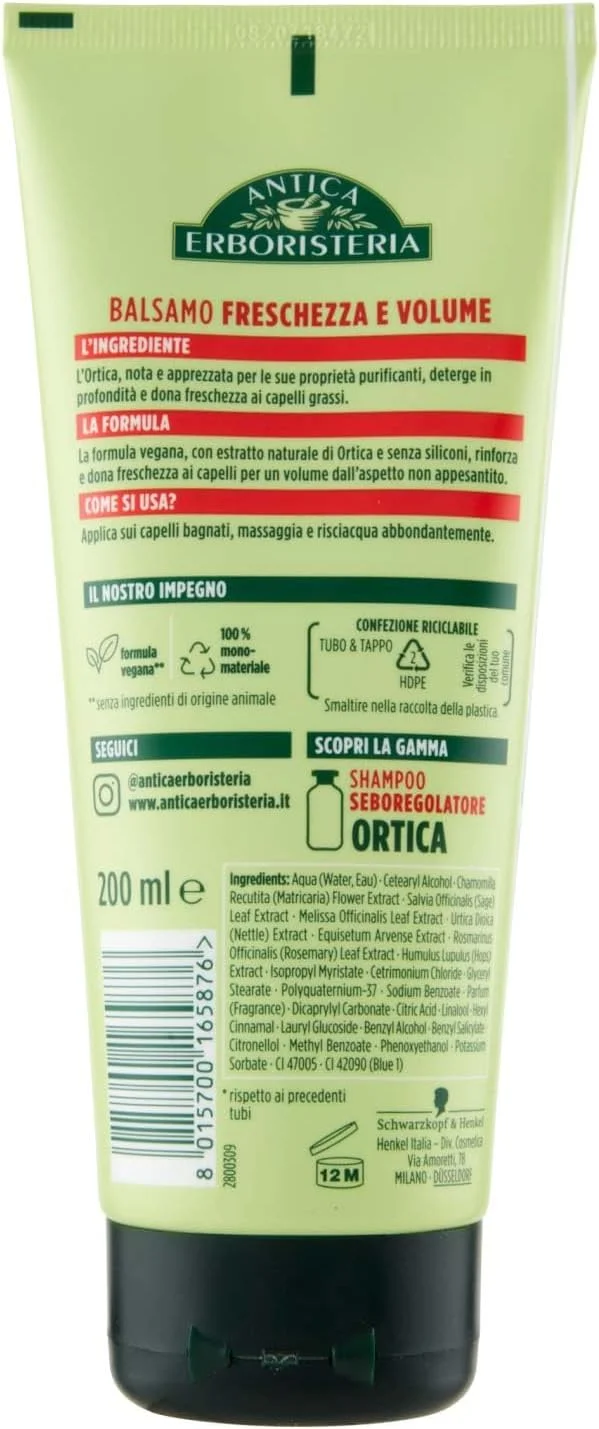 ANTICA
ERBORISTERIA
BALSAMO FRESCHEZZA E VOLUME
L'INGREDIENTE
L'Ortica, nota e apprezzata per le sue proprietà purificanti, deterge in
profondità e dona freschezza ai capelli grassi.
LA FORMULA
La formula vegana, con estratto naturale di Ortica e senza siliconi, rinforza
e dona freschezza ai capelli per un volume dall'aspetto non appesantito.
COME SI USA?
Applica sui capelli bagnati, massaggia e risciacqua abbondantemente.
IL NOSTRO IMPEGNO
formula
vegana**
100%
mono-
materiale
**senza ingredienti di origine animale
CONFEZIONE RICICLABILE
TUBO & TAPPO
2
HDPE
Verifica le
disposizioni
del tuo
comune
Smaltire nella raccolta della plastica.
SEGUICI
@anticaerboristeria
www.anticaerboristeria.it
SCOPRI LA GAMMA
SHAMPOO
SEBOREGOLATORE
ORTICA
200 ml e
Ingredients: Aqua (Water, Eau) · Cetearyl Alcohol · Chamomilla
Recutita (Matricaria) Flower Extract · Salvia Officinalis (Sage)
Leaf Extract · Melissa Officinalis Leaf Extract · Urtica Dioica
(Nettle) Extract · Equisetum Arvense Extract · Rosmarinus
Officinalis (Rosemary) Leaf Extract · Humulus Lupulus (Hops)
Extract · Isopropyl Myristate · Cetrimonium Chloride · Glyceryl
Stearate · Polyquaternium-37 · Sodium Benzoate · Parfum
(Fragrance) · Dicaprylyl Carbonate · Citric Acid · Linalool · Hexyl
Cinnamal · Lauryl Glucoside · Benzyl Alcohol · Benzyl Salicylate
Citronellol · Methyl Benzoate · Phenoxyethanol · Potassium
Sorbate · CI 47005 · CI 42090 (Blue 1)
8 015700 165876 >
*rispetto ai precedenti
tubi
2800309
12 M
Schwarzkopf & Henkel
Henkel Italia - Div. Cosmetica
Via Amoretti, 78
MILANO - DÜSSELDORF